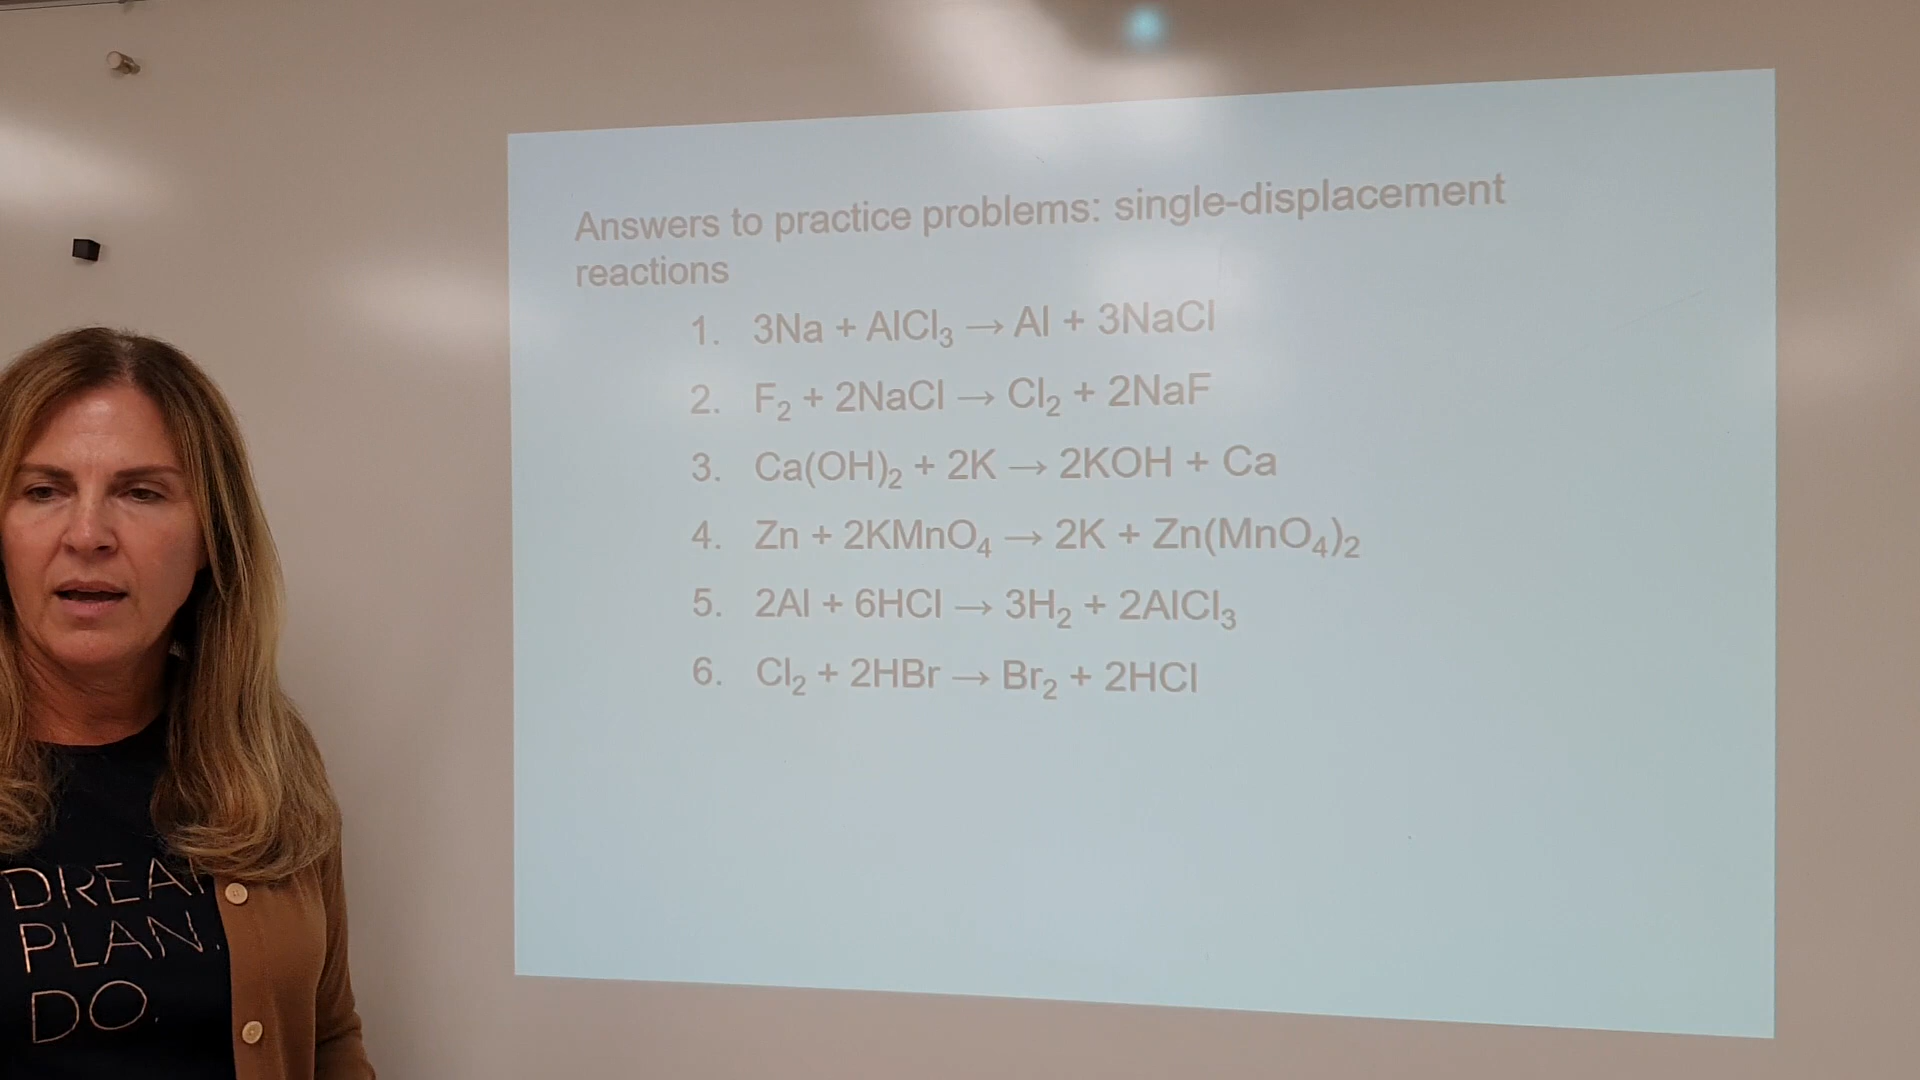 Answers to practice problems: single-displacement
reactions
1. 3Na + AlCl₃ → Al + 3NaCl
2. F₂ + 2NaCl → Cl₂ + 2NaF
3. Ca(OH)₂ + 2K → 2KOH + Ca
4. Zn + 2KMnO₄ → 2K + Zn(MnO₄)₂
5. 2Al + 6HCl → 3H₂ + 2AlCl₃
6. Cl₂ + 2HBr → Br₂ + 2HCl
PLAN.
DO.